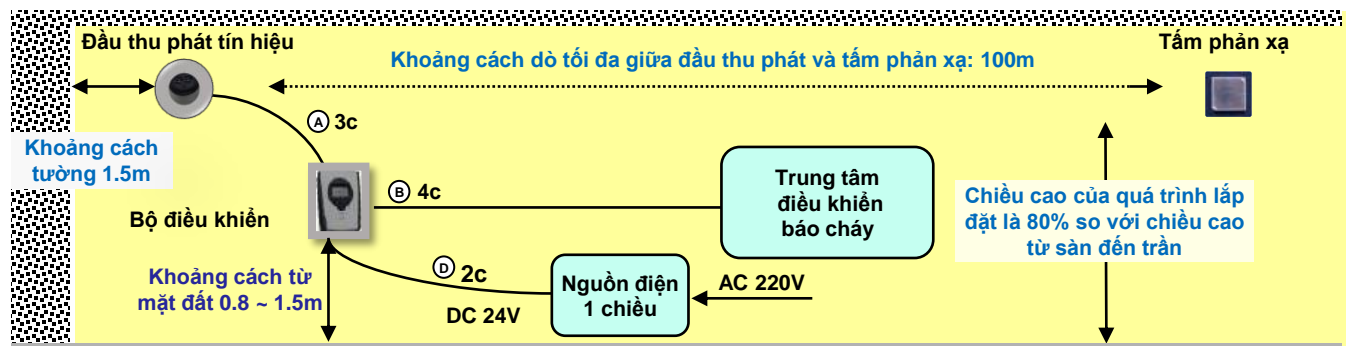 Đầu thu phát tín hiệu
Tấm phản xạ
Khoảng cách dò tối đa giữa đầu thu phát và tấm phản xạ: 100m
A 3c
Khoảng cách
tường 1.5m
B 4c
Trung tâm
điều khiển
báo cháy
Chiều cao của quá trình lắp
đặt là 80% so với chiều cao
từ sàn đến trần
Bộ điều khiển
Khoảng cách từ
mặt đất 0.8 ~ 1.5m
D 2c
DC 24V
Nguồn điện
1 chiều
AC 220V